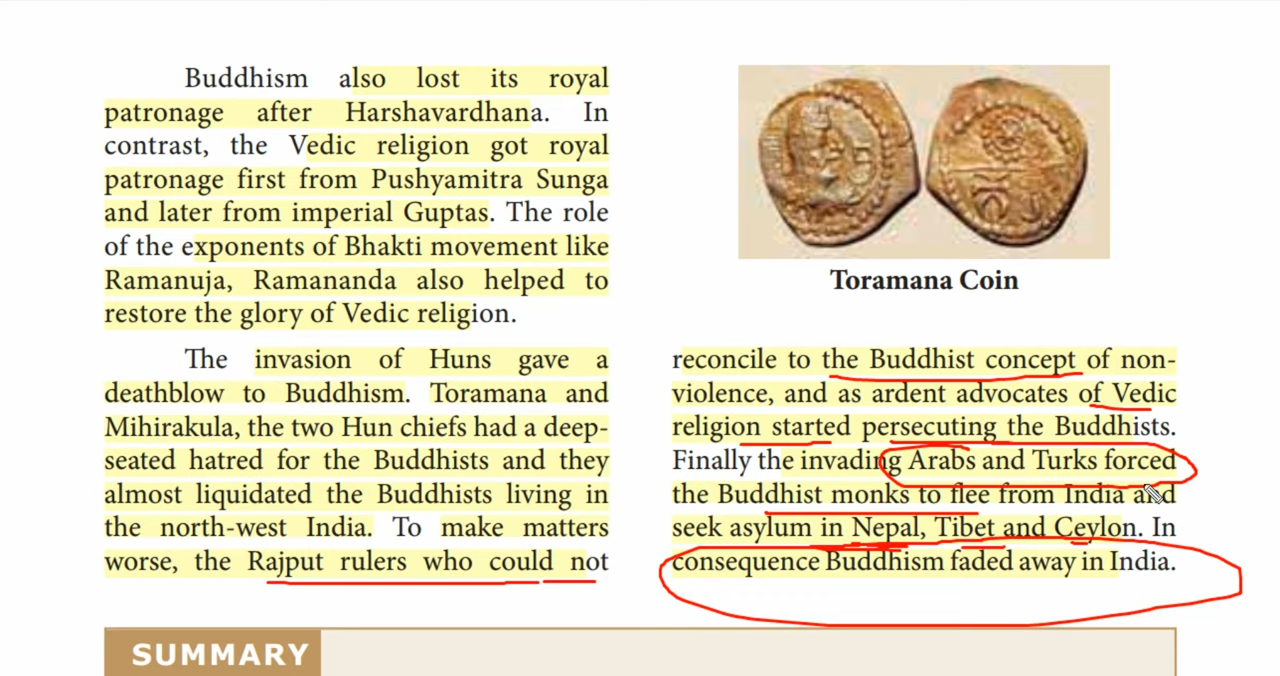 Buddhism also lost its royal
patronage after Harshavardhana. In
contrast, the Vedic religion got royal
patronage first from Pushyamitra Sunga
and later from imperial Guptas. The role
of the exponents of Bhakti movement like
Ramanuja, Ramananda also helped to
restore the glory of Vedic religion.
The invasion of Huns gave a
deathblow to Buddhism. Toramana and
Mihirakula, the two Hun chiefs had a deep-
seated hatred for the Buddhists and they
almost liquidated the Buddhists living in
the north-west India. To make matters
worse, the Rajput rulers who could not
Toramana Coin
reconcile to the Buddhist concept of non-
violence, and as ardent advocates of Vedic
religion started persecuting the Buddhists.
Finally the invading Arabs and Turks forced
the Buddhist monks to flee from India and
seek asylum in Nepal, Tibet and Ceylon. In
consequence Buddhism faded away in India.
SUMMARY